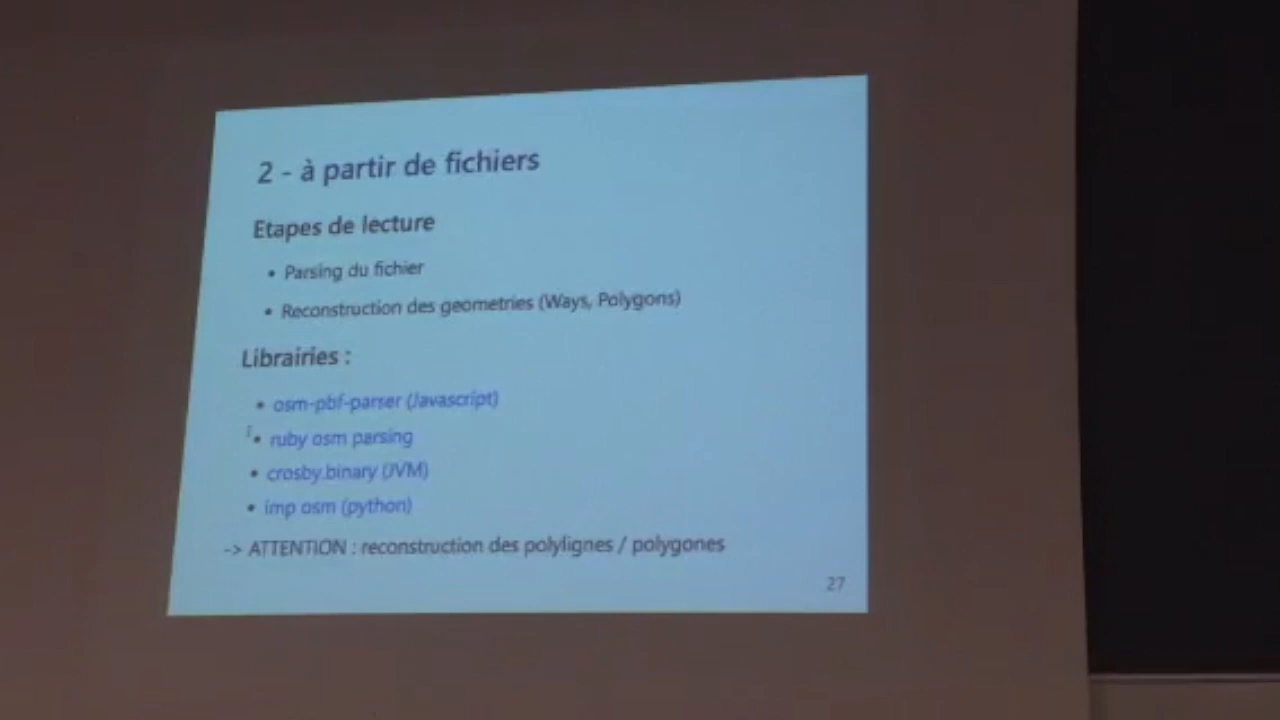 2 - à partir de fichiers
Etapes de lecture
• Parsing du fichier
• Reconstruction des geometries (Ways, Polygons)
Librairies :
• osm-pbf-parser (Javascript)
• ruby osm parsing
• crosby.binary (JVM)
• imp osm (python)
-> ATTENTION : reconstruction des polylignes / polygones
27